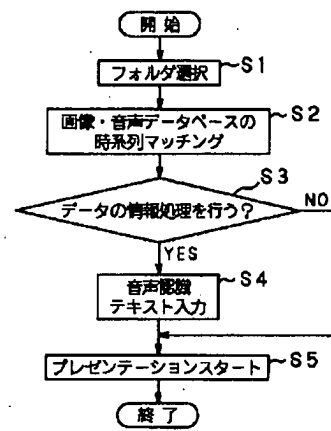 開始
フォルダ選択
S1
画像・音声データベースの
時系列マッチング
S2
データの情報処理を行う?
S3
NO
YES
音声認識
テキスト入力
S4
プレゼンテーションスタート
S5
終了